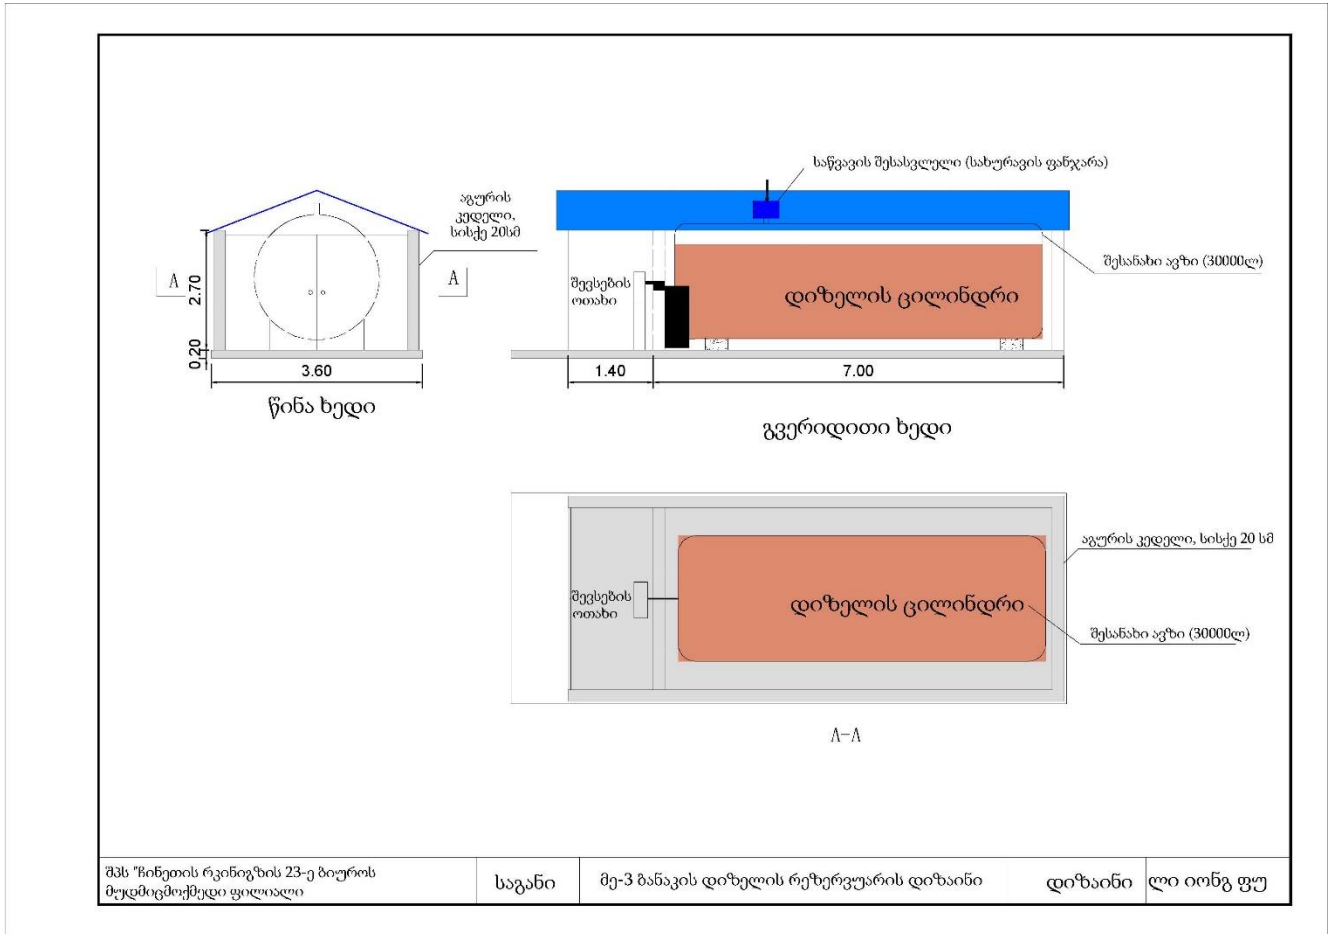 საწვავის შესასვლელი (სახურავის ფანჯარა)
აგურის
კედელი,
სისქე 20სმ
A
A
2.70
0.20
3.60
წინა ხედი
შევსების
ოთახი
დიზელის ცილინდრი
შესანახი ავზი (30000ლ)
1.40
7.00
გვერიდითი ხედი
აგურის კედელი, სისქე 20 სმ
შევსების
ოთახი
დიზელის ცილინდრი
შესანახი ავზი (30000ლ)
A-A
შპს "ჩინეთის რკინიგზის 23-ე ბიუროს
მუდმიცმოქმედი ფილიალი
საგანი
მე-3 ბანაკის დიზელის რეზერვუარის დიზაინი
დიზაინი
ლი იონგ ფუ